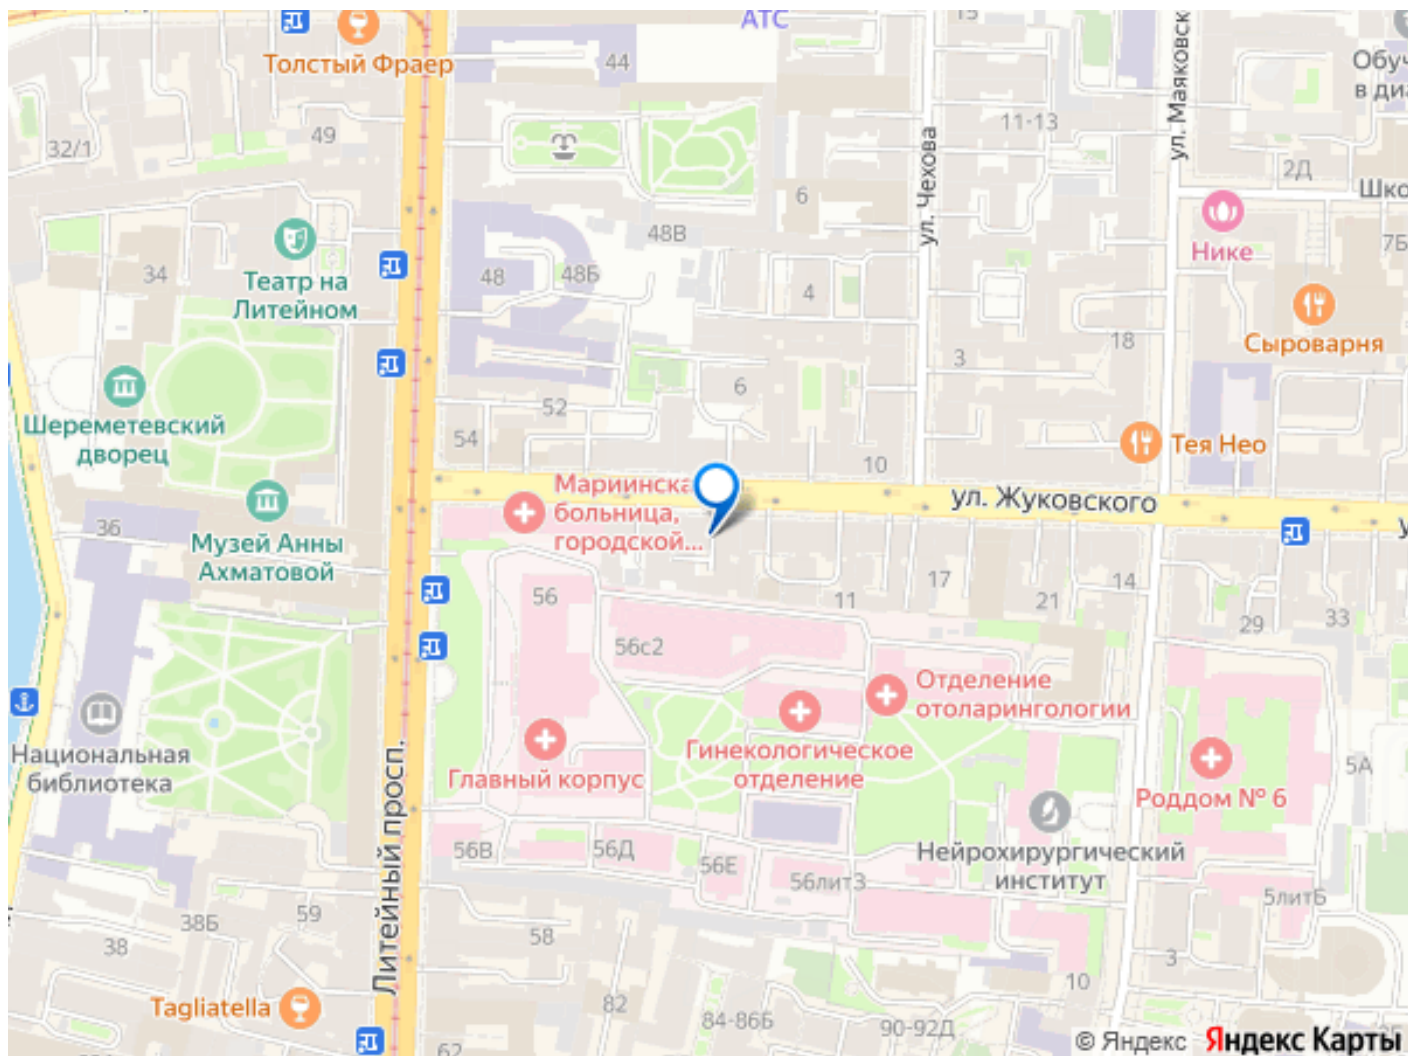 АТС
15
Толстый Фраер
44
Обуч
в диа
49
11-13
ул. Маяковск
32/1
2Д
ул. Чехова
Шко
6
48В
7Б
Нике
34
Театр на
Литейном
48
48Б
4
18
Сыроварня
3
6
Шереметевский
дворец
52
54
10
Тея Нео
Мариинска
больница,
городской...
ул. Жуковского
у
36
Музей Анны
Ахматовой
56
11
17
21
14
29
33
56с2
Отделение
отоларингологии
Национальная
библиотека
Гинекологическое
отделение
Главный корпус
5А
Роддом № 6
Литейный просп.
56В
56Д
56Е
56лит3
Нейрохирургический
институт
5литБ
38Б
59
38
58
3
10
Tagliatella
82
84-86Б
90-92Д
62
© Яндекс Яндекс Карты